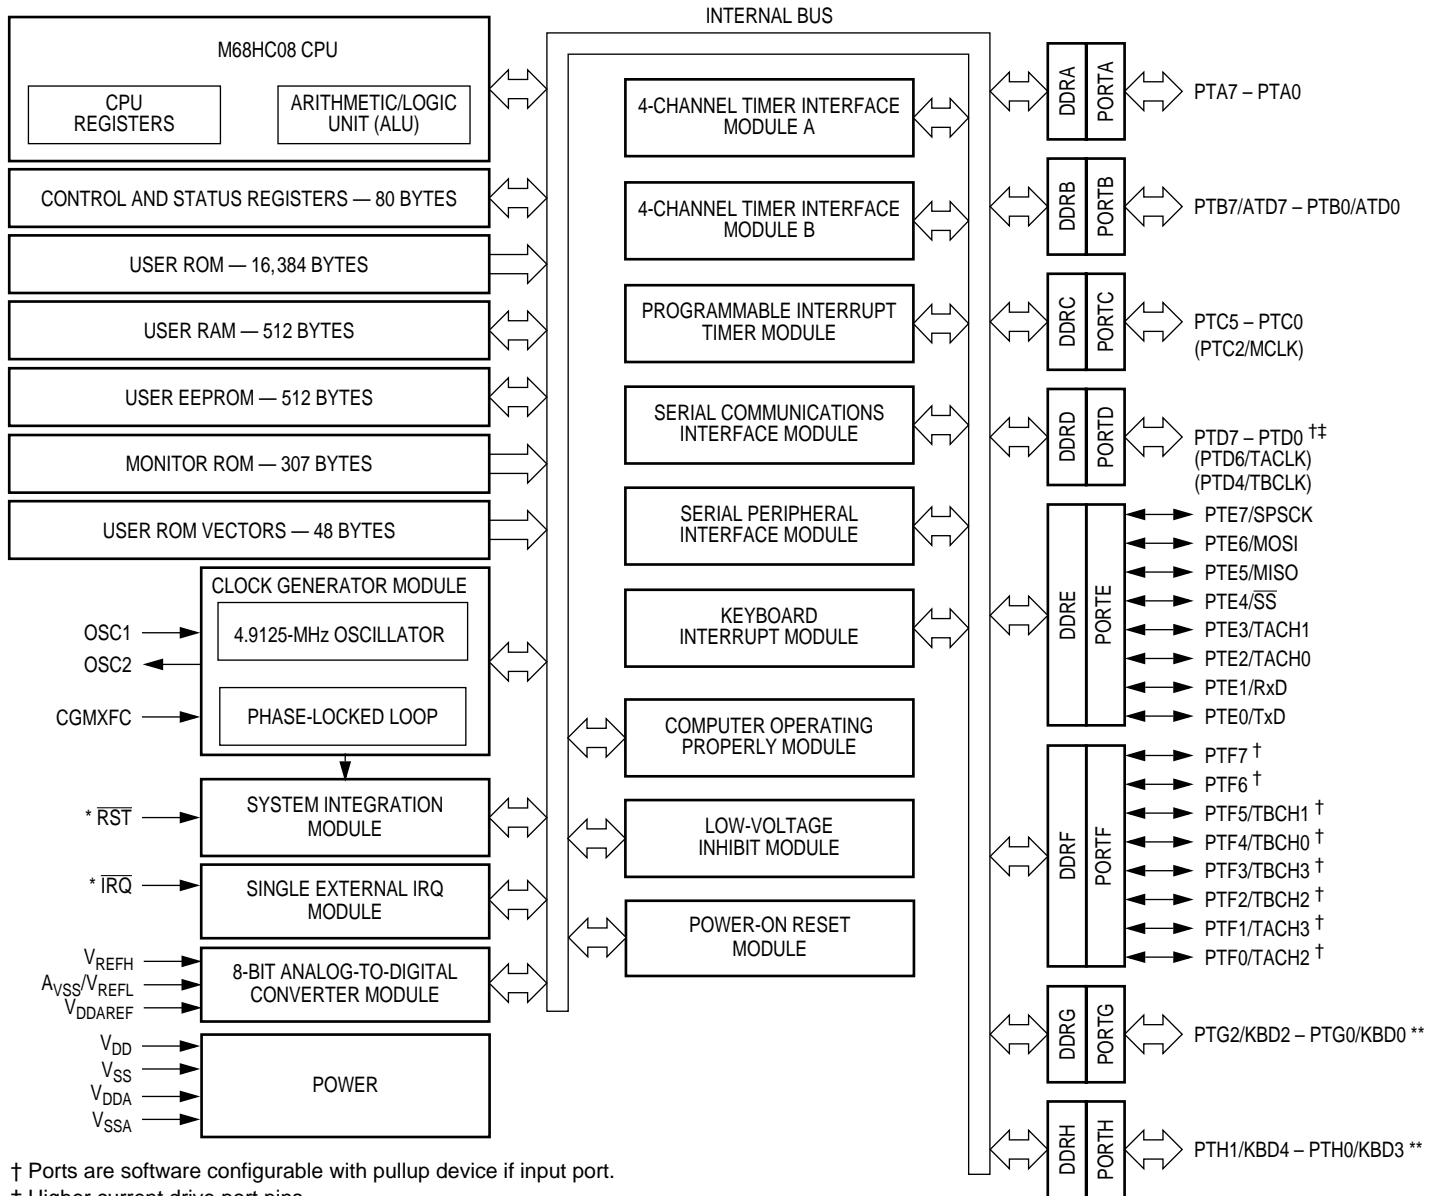 INTERNAL BUS
M68HC08 CPU
CPU
REGISTERS
ARITHMETIC/LOGIC
UNIT (ALU)
CONTROL AND STATUS REGISTERS — 80 BYTES
USER ROM — 16,384 BYTES
USER RAM — 512 BYTES
USER EEPROM — 512 BYTES
MONITOR ROM — 307 BYTES
USER ROM VECTORS — 48 BYTES
CLOCK GENERATOR MODULE
4.9125-MHz OSCILLATOR
PHASE-LOCKED LOOP
OSC1
OSC2
CGMXFC
SYSTEM INTEGRATION
MODULE
* RST
SINGLE EXTERNAL IRQ
MODULE
* IRQ
8-BIT ANALOG-TO-DIGITAL
CONVERTER MODULE
VREFH
AVSS/VREFL
VDDAREF
POWER
VDD
VSS
VDDA
VSSA
4-CHANNEL TIMER INTERFACE
MODULE A
4-CHANNEL TIMER INTERFACE
MODULE B
PROGRAMMABLE INTERRUPT
TIMER MODULE
SERIAL COMMUNICATIONS
INTERFACE MODULE
SERIAL PERIPHERAL
INTERFACE MODULE
KEYBOARD
INTERRUPT MODULE
COMPUTER OPERATING
PROPERLY MODULE
LOW-VOLTAGE
INHIBIT MODULE
POWER-ON RESET
MODULE
DDRA
PORTA
PTA7 – PTA0
DDRB
PORTB
PTB7/ATD7 – PTB0/ATD0
DDRC
PORTC
PTC5 – PTC0
(PTC2/MCLK)
DDRD
PORTD
PTD7 – PTD0 †‡
(PTD6/TACLK)
(PTD4/TBCLK)
DDRE
PORTE
PTE7/SPSCK
PTE6/MOSI
PTE5/MISO
PTE4/SS
PTE3/TACH1
PTE2/TACH0
PTE1/RxD
PTE0/TxD
DDRF
PORTF
PTF7 †
PTF6 †
PTF5/TBCH1 †
PTF4/TBCH0 †
PTF3/TBCH3 †
PTF2/TBCH2 †
PTF1/TACH3 †
PTF0/TACH2 †
DDRG
PORTG
PTG2/KBD2 – PTG0/KBD0 **
DDRH
PORTH
PTH1/KBD4 – PTH0/KBD3 **
† Ports are software configurable with pullup device if input port.
Higher current drive port pins